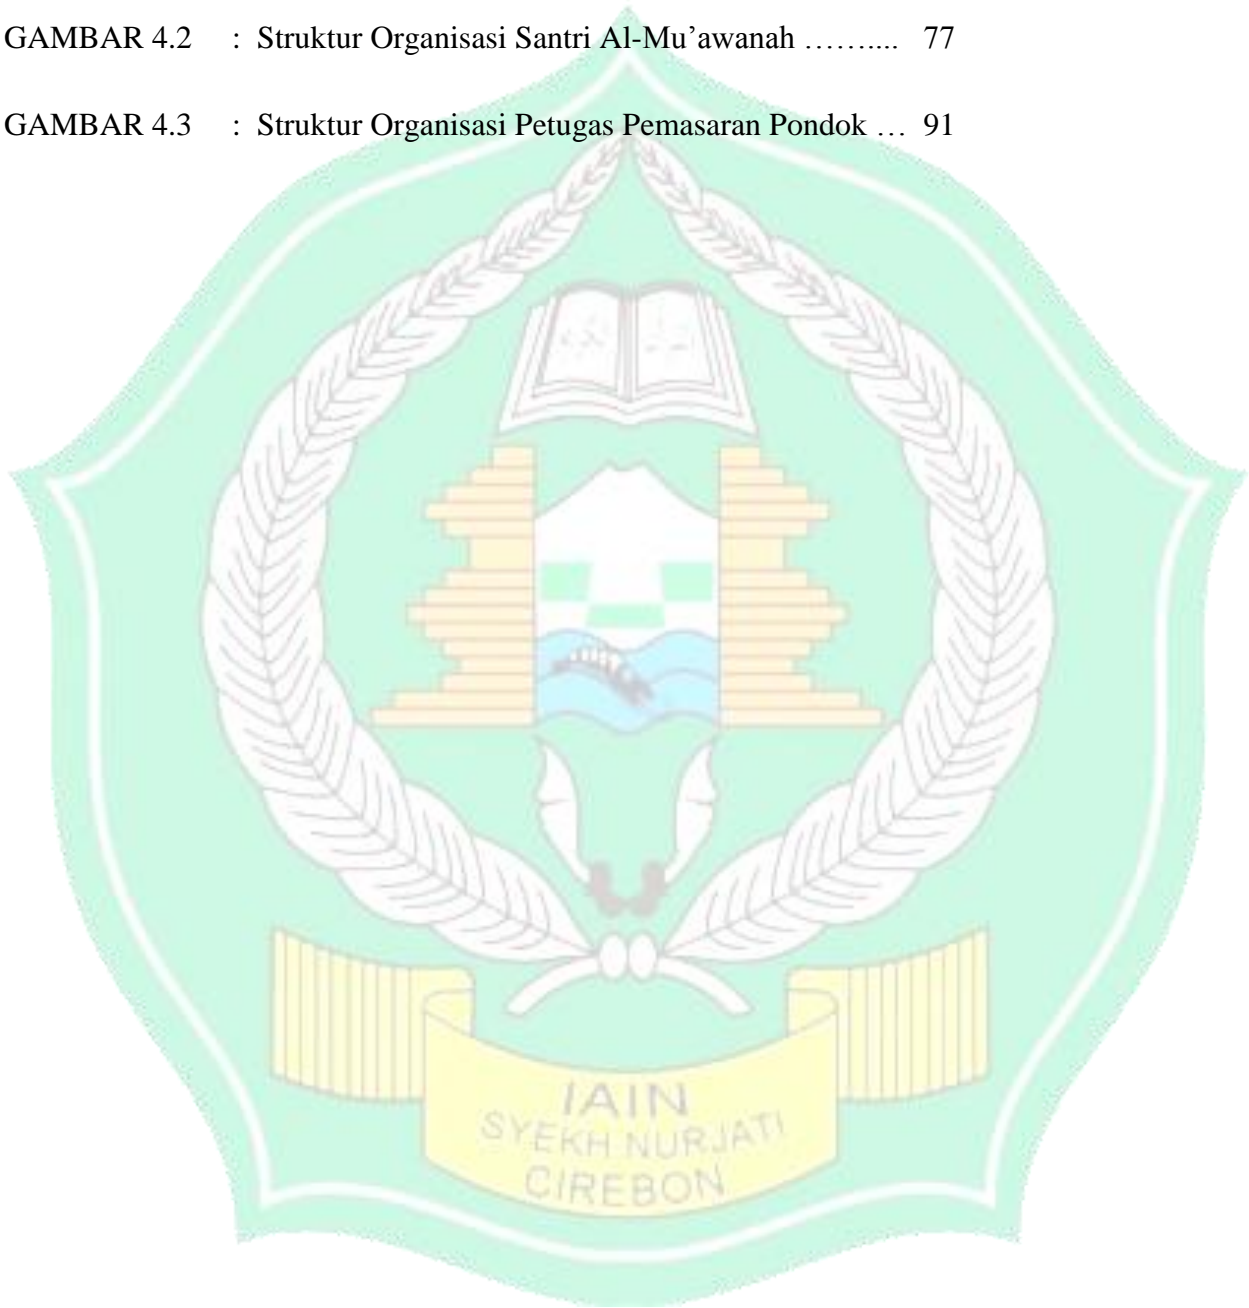 GAMBAR 4.2 : Struktur Organisasi Santri Al-Mu’awanah ……..... 77
GAMBAR 4.3 : Struktur Organisasi Petugas Pemasaran Pondok … 91
IAIN
SYEKH NURJATI
CIREBON